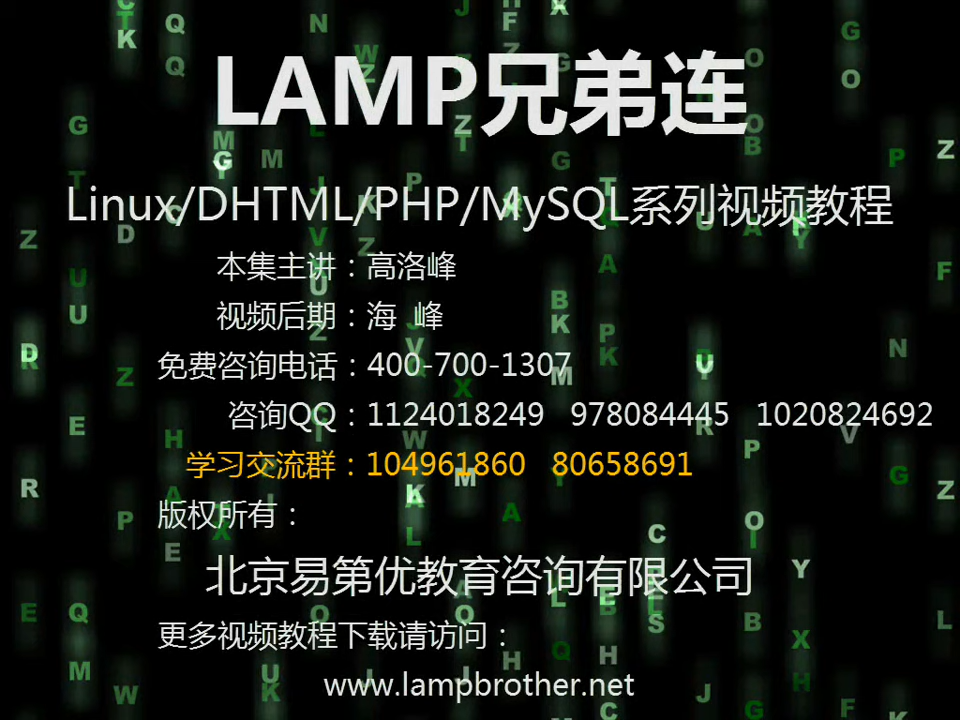 LAMP兄弟连
Linux/DHTML/PHP/MySQL系列视频教程
本集主讲：高洛峰
视频后期：海 峰
免费咨询电话：400-700-1307
咨询QQ：1124018249 978084445 1020824692
学习交流群：104961860 80658691
版权所有：
北京易第优教育咨询有限公司
更多视频教程下载请访问：
www.lampbrother.net